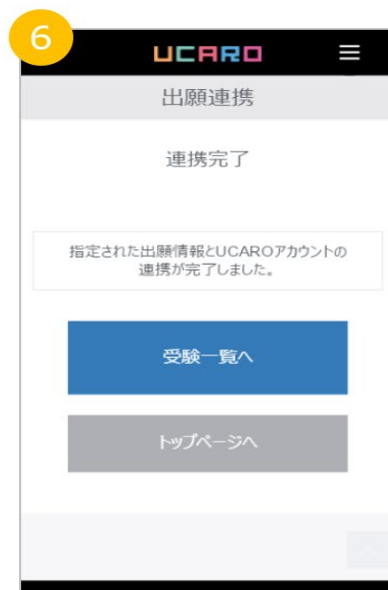 6
UCARO
出願連携
連携完了
指定された出願情報とUCAROアカウントの
連携が完了しました。
受験一覧へ
トップページへ